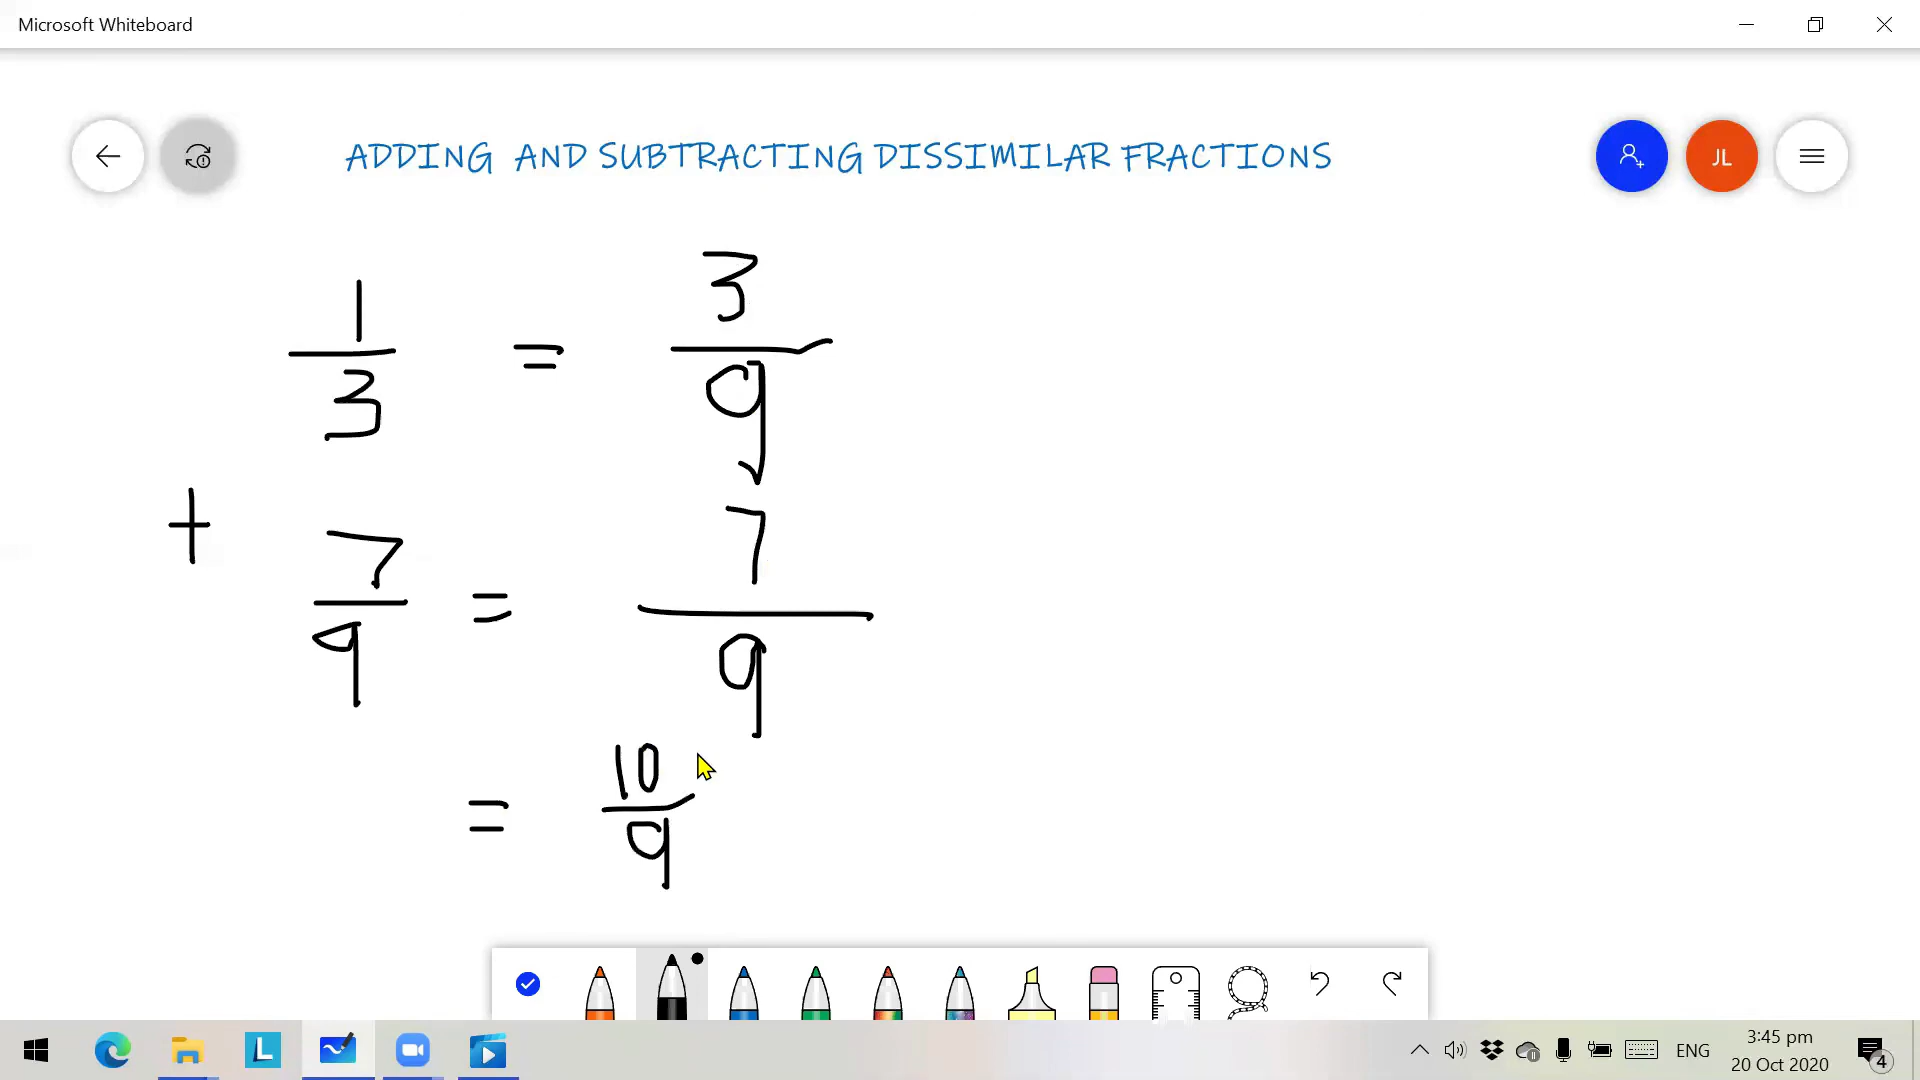 Microsoft Whiteboard
ADDING AND SUBTRACTING DISSIMILAR FRACTIONS
JL
1/3 = 3/9
+ 7/9 = 7/9
= 10/9
L
ENG
3:45 pm
20 Oct 2020
4